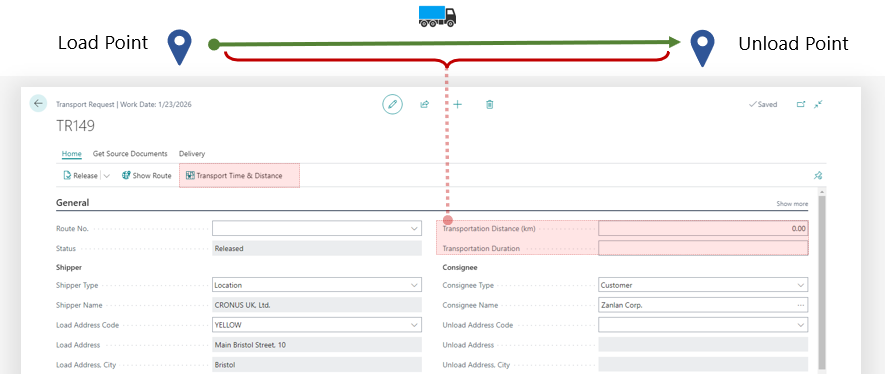 Load Point
Unload Point
Transport Request | Work Date: 1/23/2026
Saved
TR149
Home Get Source Documents Delivery
Release Show Route Transport Time & Distance
General
Show more
Route No.
Transportation Distance (km) 0.00
Status Released
Transportation Duration
Shipper
Consignee
Shipper Type Location
Consignee Type Customer
Shipper Name CRONUS UK, Ltd.
Consignee Name Zanlan Corp.
Load Address Code YELLOW
Unload Address Code
Load Address Main Bristol Street, 10
Unload Address
Load Address, City Bristol
Unload Address, City